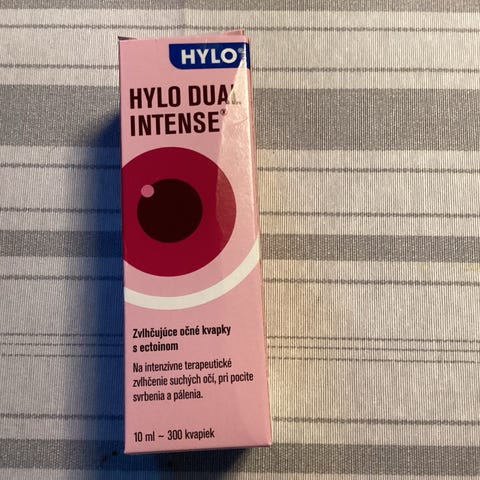 HYLO®
HYLO DUAL
INTENSE®
Zvlhčujúce očné kvapky
s ectoinom
Na intenzívne terapeutické
zvlhčenie suchých očí, pri pocite
svrbenia a pálenia.
10 ml ~ 300 kvapiek